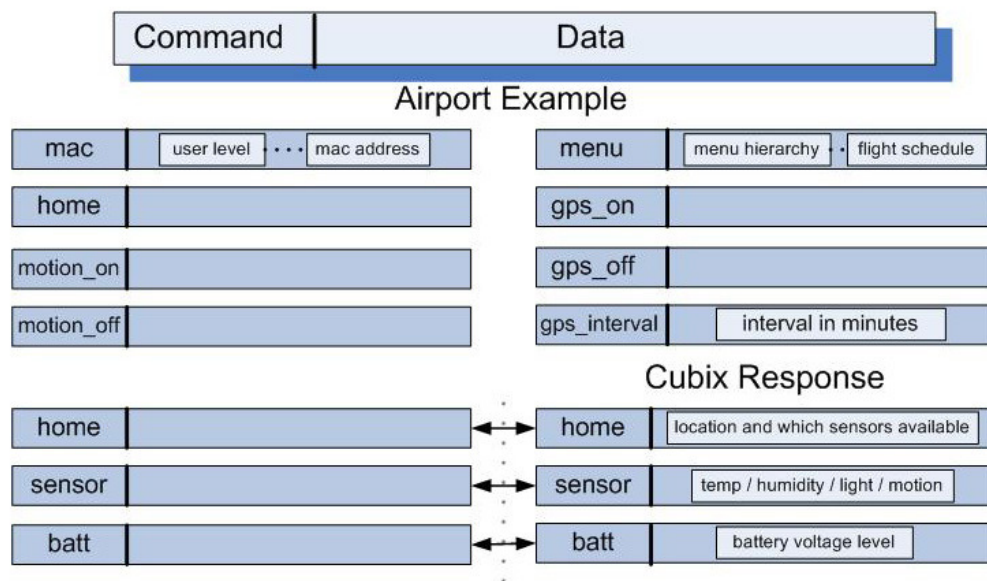 Command Data
Airport Example
mac user level mac address menu menu hierarchy flight schedule
home gps_on
motion_on gps_off
motion_off gps_interval interval in minutes
Cubix Response
home home location and which sensors available
sensor sensor temp / humidity / light / motion
batt batt battery voltage level